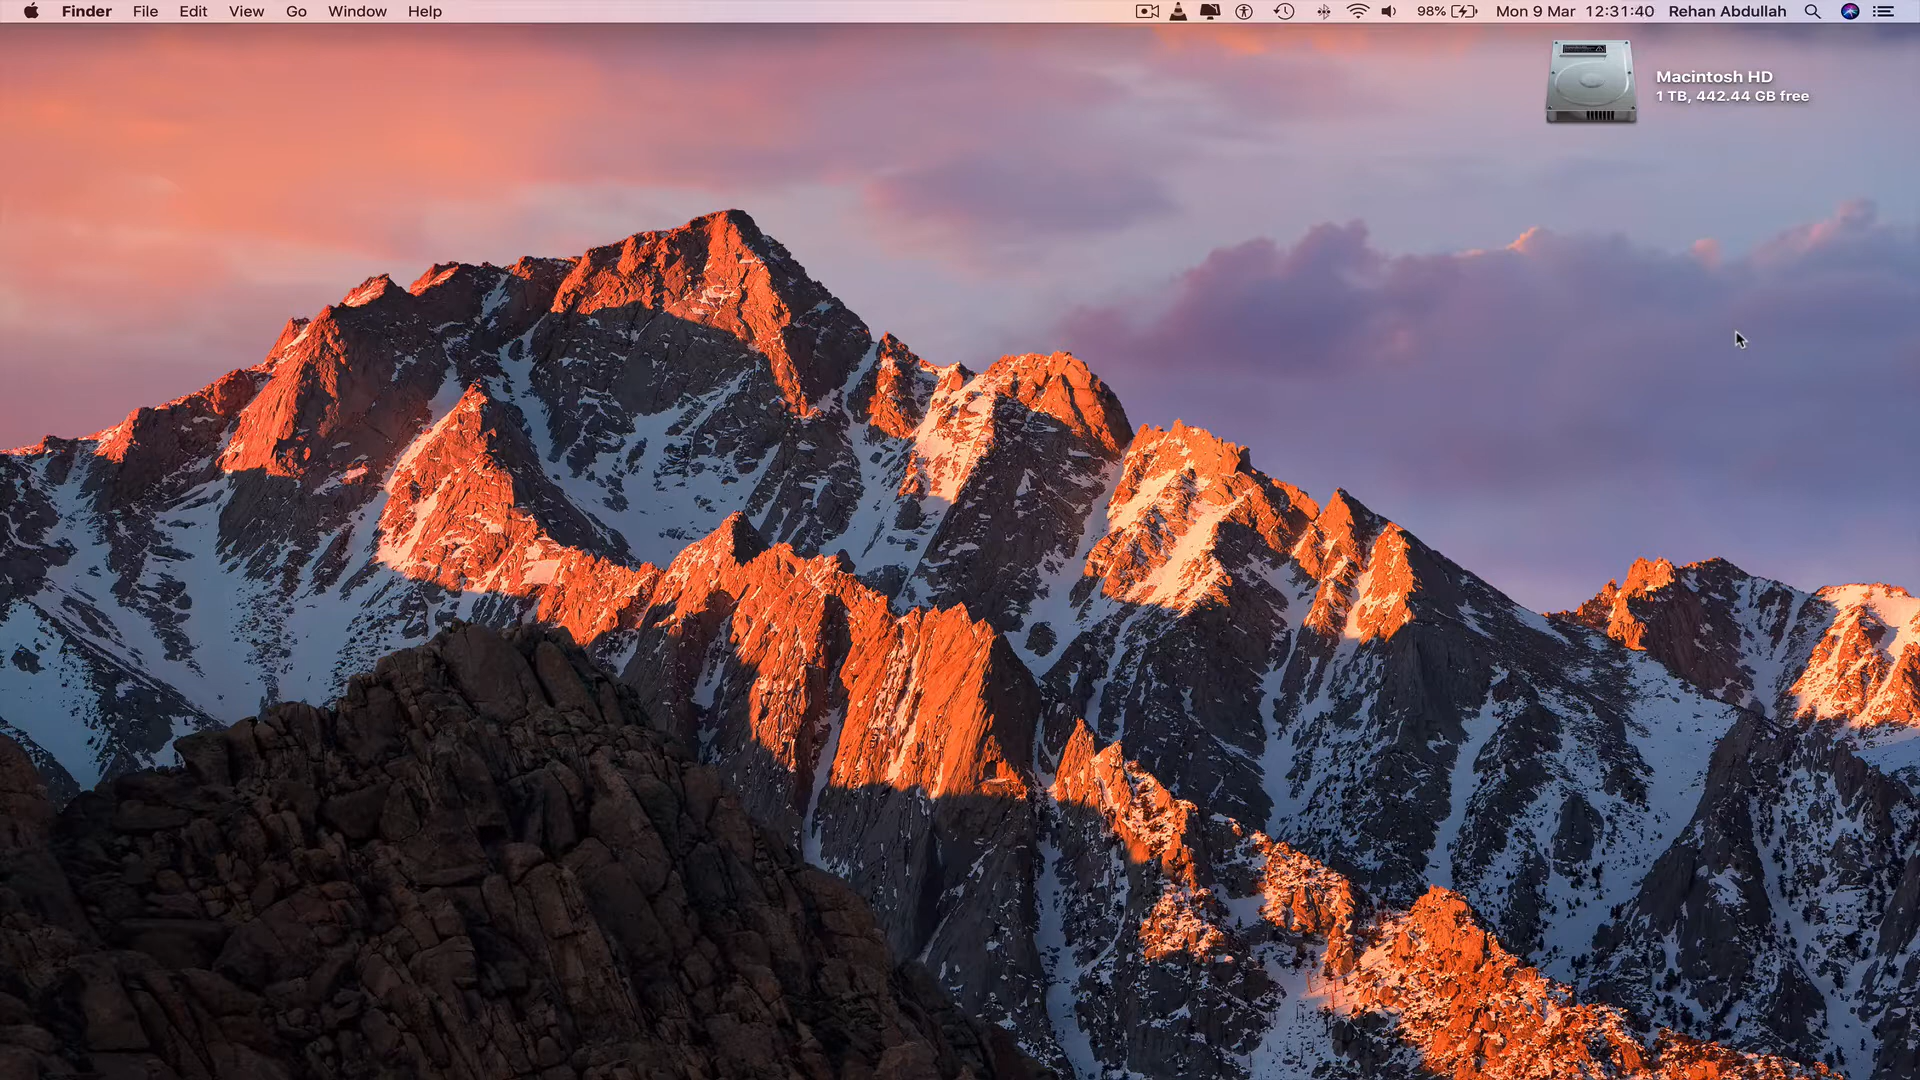 Finder File Edit View Go Window Help 98% Mon 9 Mar 12:31:40 Rehan Abdullah
Macintosh HD
1 TB, 442.44 GB free